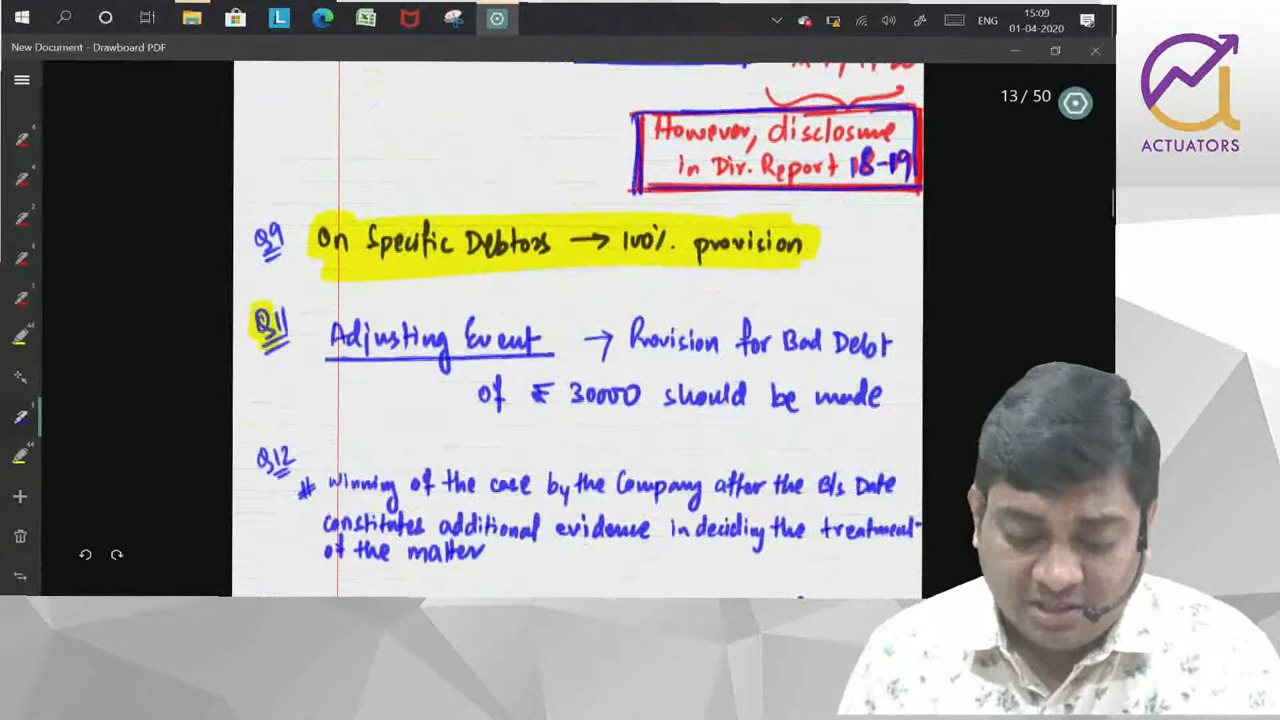 15:09
ENG
01-04-2020
New Document - Drawboard PDF
13 / 50
However, disclosure
in Dir. Report 18-19
ACTUATORS
Q9 On Specific Debtors → 100% provision
Q11 Adjusting Event → Provision for Bad Debt
of ₹ 30000 should be made
Q12
# Winning of the case by the Company after the B/s Date
constitutes additional evidence in deciding the treatment
of the matter